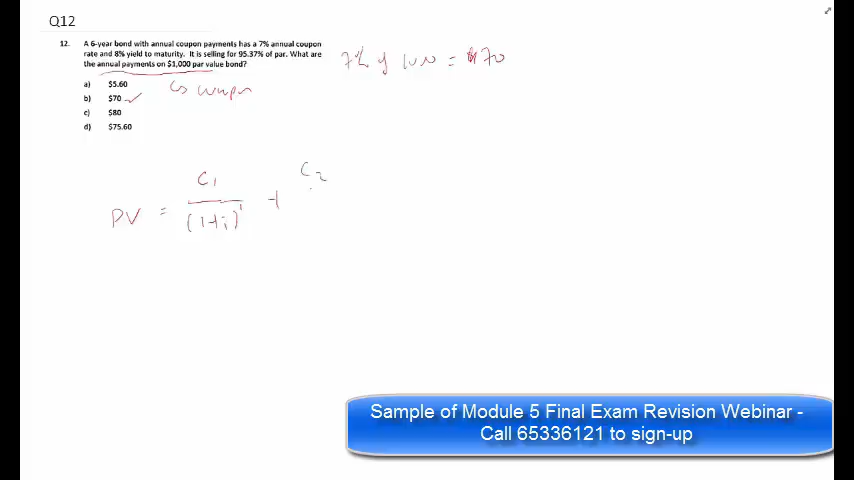 Q12
12. A 6-year bond with annual coupon payments has a 7% annual coupon
rate and 8% yield to maturity. It is selling for 95.37% of par. What are
the annual payments on $1,000 par value bond?
a) $5.60
b) $70
c) $80
d) $75.60
7% of 1000 = $70
↳ coupon
PV = C1 / (1+i)^1 + C2
Sample of Module 5 Final Exam Revision Webinar -
Call 65336121 to sign-up